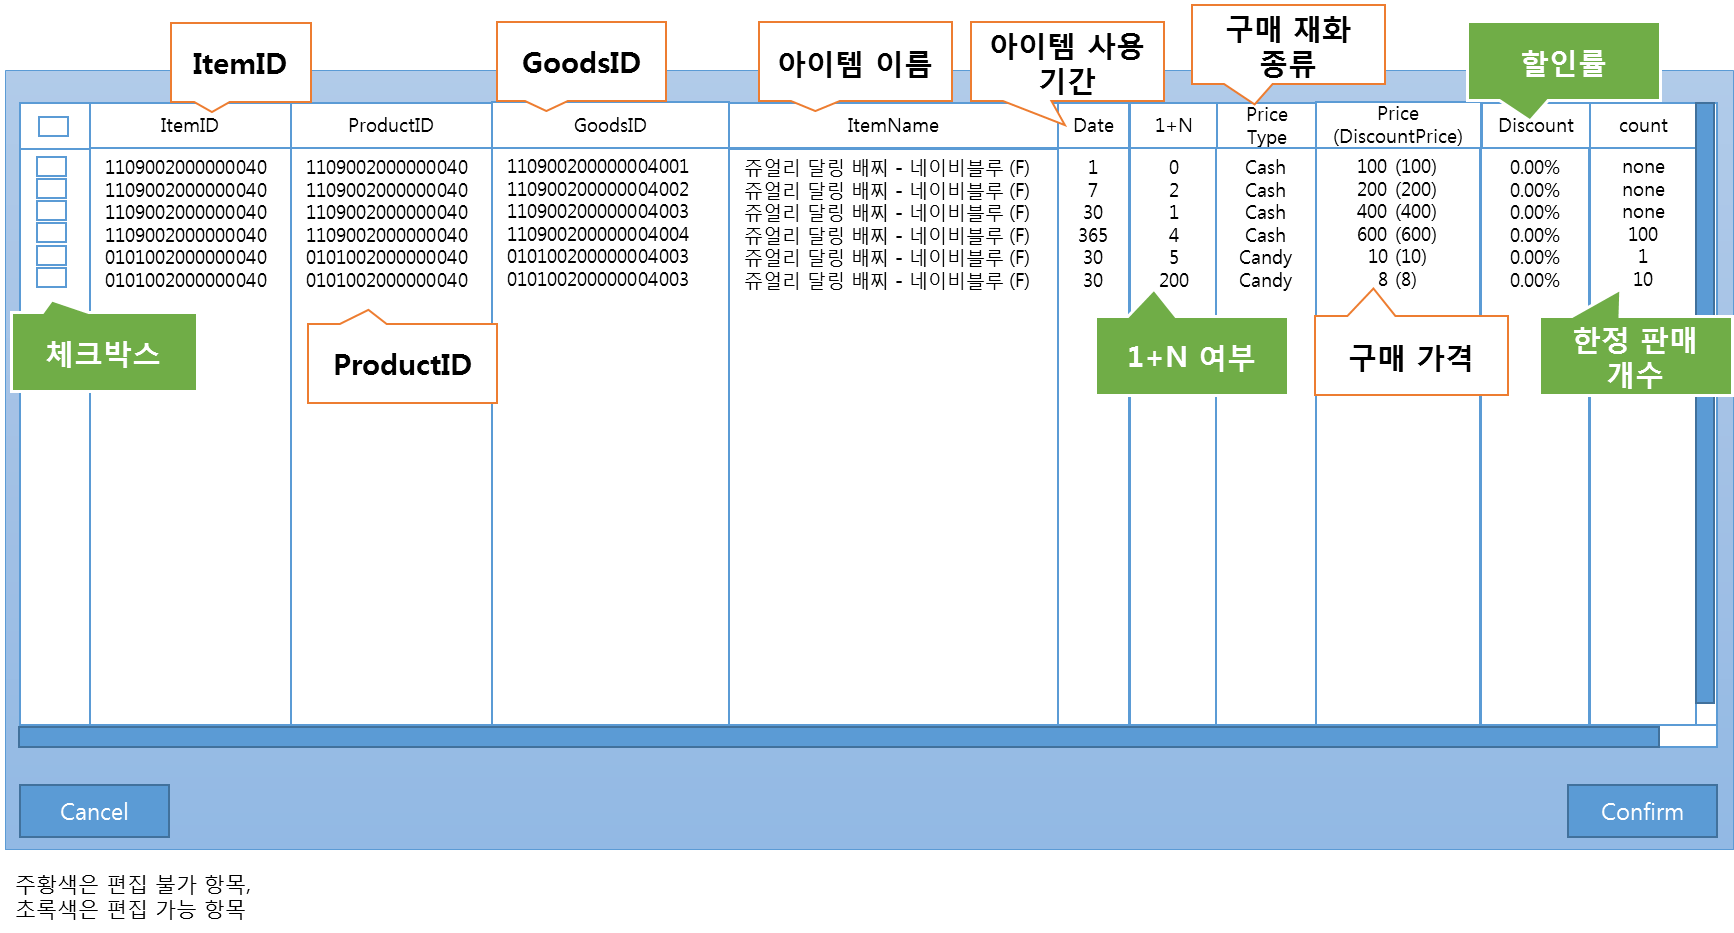 ItemID
GoodsID
아이템 이름
아이템 사용
기간
구매 재화
종류
할인률
ItemID ProductID GoodsID ItemName Date 1+N Price Type Price (DiscountPrice) Discount count
1109002000000040 1109002000000040 110900200000004001 쥬얼리 달링 배찌 - 네이비블루 (F) 1 0 Cash 100 (100) 0.00% none
1109002000000040 1109002000000040 110900200000004002 쥬얼리 달링 배찌 - 네이비블루 (F) 7 2 Cash 200 (200) 0.00% none
1109002000000040 1109002000000040 110900200000004003 쥬얼리 달링 배찌 - 네이비블루 (F) 30 1 Cash 400 (400) 0.00% none
1109002000000040 1109002000000040 110900200000004004 쥬얼리 달링 배찌 - 네이비블루 (F) 365 4 Cash 600 (600) 0.00% 100
0101002000000040 0101002000000040 010100200000004003 쥬얼리 달링 배찌 - 네이비블루 (F) 30 5 Candy 10 (10) 0.00% 1
0101002000000040 0101002000000040 010100200000004003 쥬얼리 달링 배찌 - 네이비블루 (F) 30 200 Candy 8 (8) 0.00% 10
체크박스
ProductID
1+N 여부
구매 가격
한정 판매
개수
Cancel
Confirm
주황색은 편집 불가 항목,
초록색은 편집 가능 항목